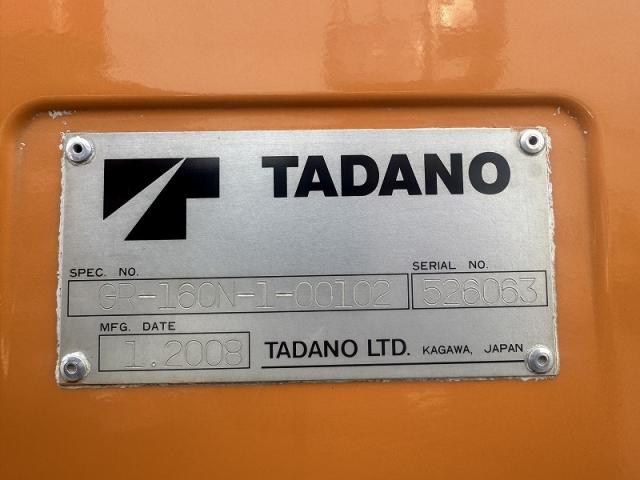 TADANO
SPEC. NO. SERIAL NO.
GR-160N-1-00102 526063
MFG. DATE
1.2008 TADANO LTD. KAGAWA, JAPAN